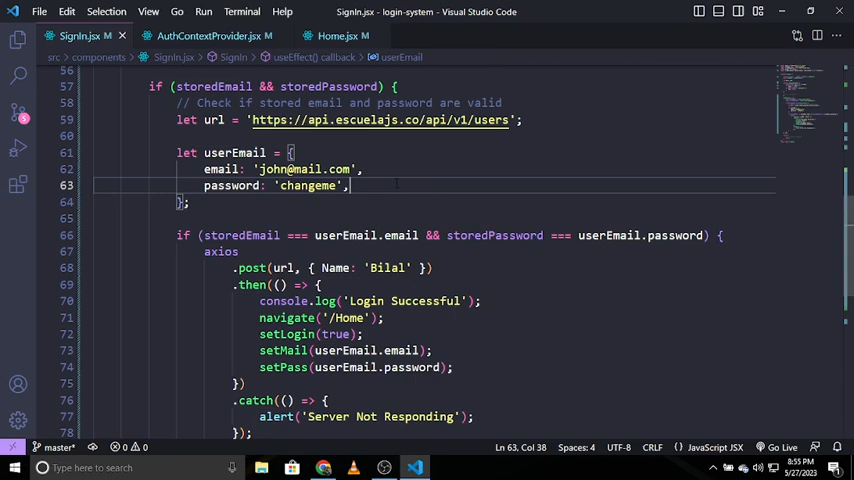 File Edit Selection View Go Run Terminal Help
SignIn.jsx - login-system - Visual Studio Code
SignIn.jsx M
AuthContextProvider.jsx M
Home.jsx M
src > components > SignIn.jsx > SignIn > useEffect() callback > userEmail
56
57 if (storedEmail && storedPassword) {
58 // Check if stored email and password are valid
59 let url = 'https://api.escuelajs.co/api/v1/users';
60
61 let userEmail = {
62 email: 'john@mail.com',
63 password: 'changeme',
64 };
65
66 if (storedEmail === userEmail.email && storedPassword === userEmail.password) {
67 axios
68 .post(url, { Name: 'Bilal' })
69 .then(() => {
70 console.log('Login Successful');
71 navigate('/Home');
72 setLogin(true);
73 setMail(userEmail.email);
74 setPass(userEmail.password);
75 })
76 .catch(() => {
77 alert('Server Not Responding');
78 });
5
master* 0 0 Ln 63, Col 38 Spaces: 4 UTF-8 CRLF {} JavaScript JSX Go Live
Type here to search
8:55 PM
5/27/2023